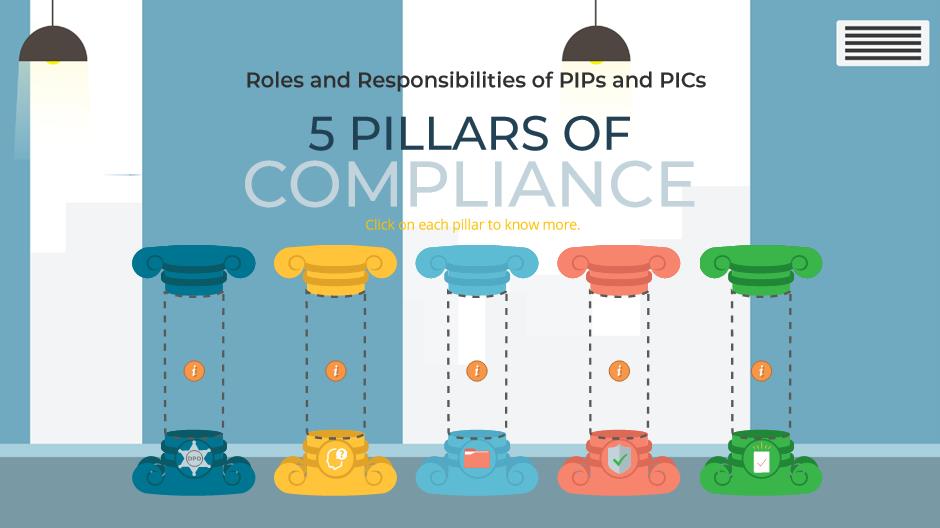 Roles and Responsibilities of PIPs and PICs
5 PILLARS OF
COMPLIANCE
Click on each pillar to know more.
i i i i i
DPO ?